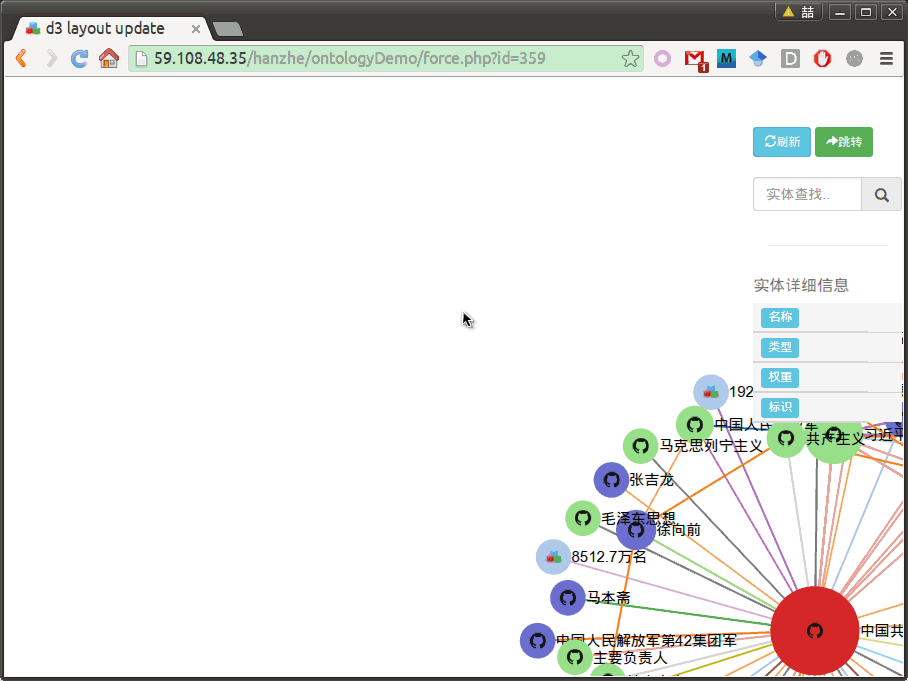 喆
d3 layout update
59.108.48.35/hanzhe/ontologyDemo/force.php?id=359
1
M
D
刷新
跳转
实体查找..
实体详细信息
名称
类型
权重
标识
192
中国人民
军
马克思列宁主义
共产主义
习近平
张吉龙
毛泽东思想
徐向前
8512.7万名
马本斋
中国共
中国人民解放军第42集团军
主要负责人